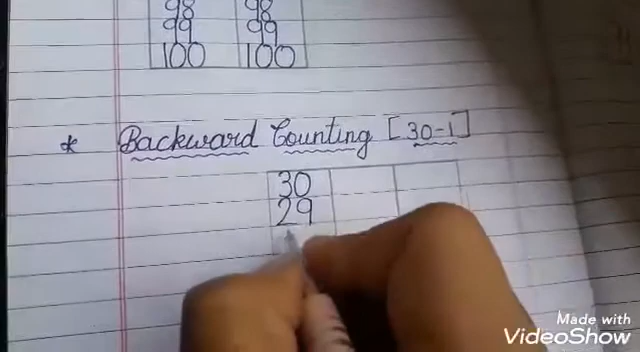 98 98
99 99
100 100
* Backward Counting [30-1]
30
29
Made with
VideoShow